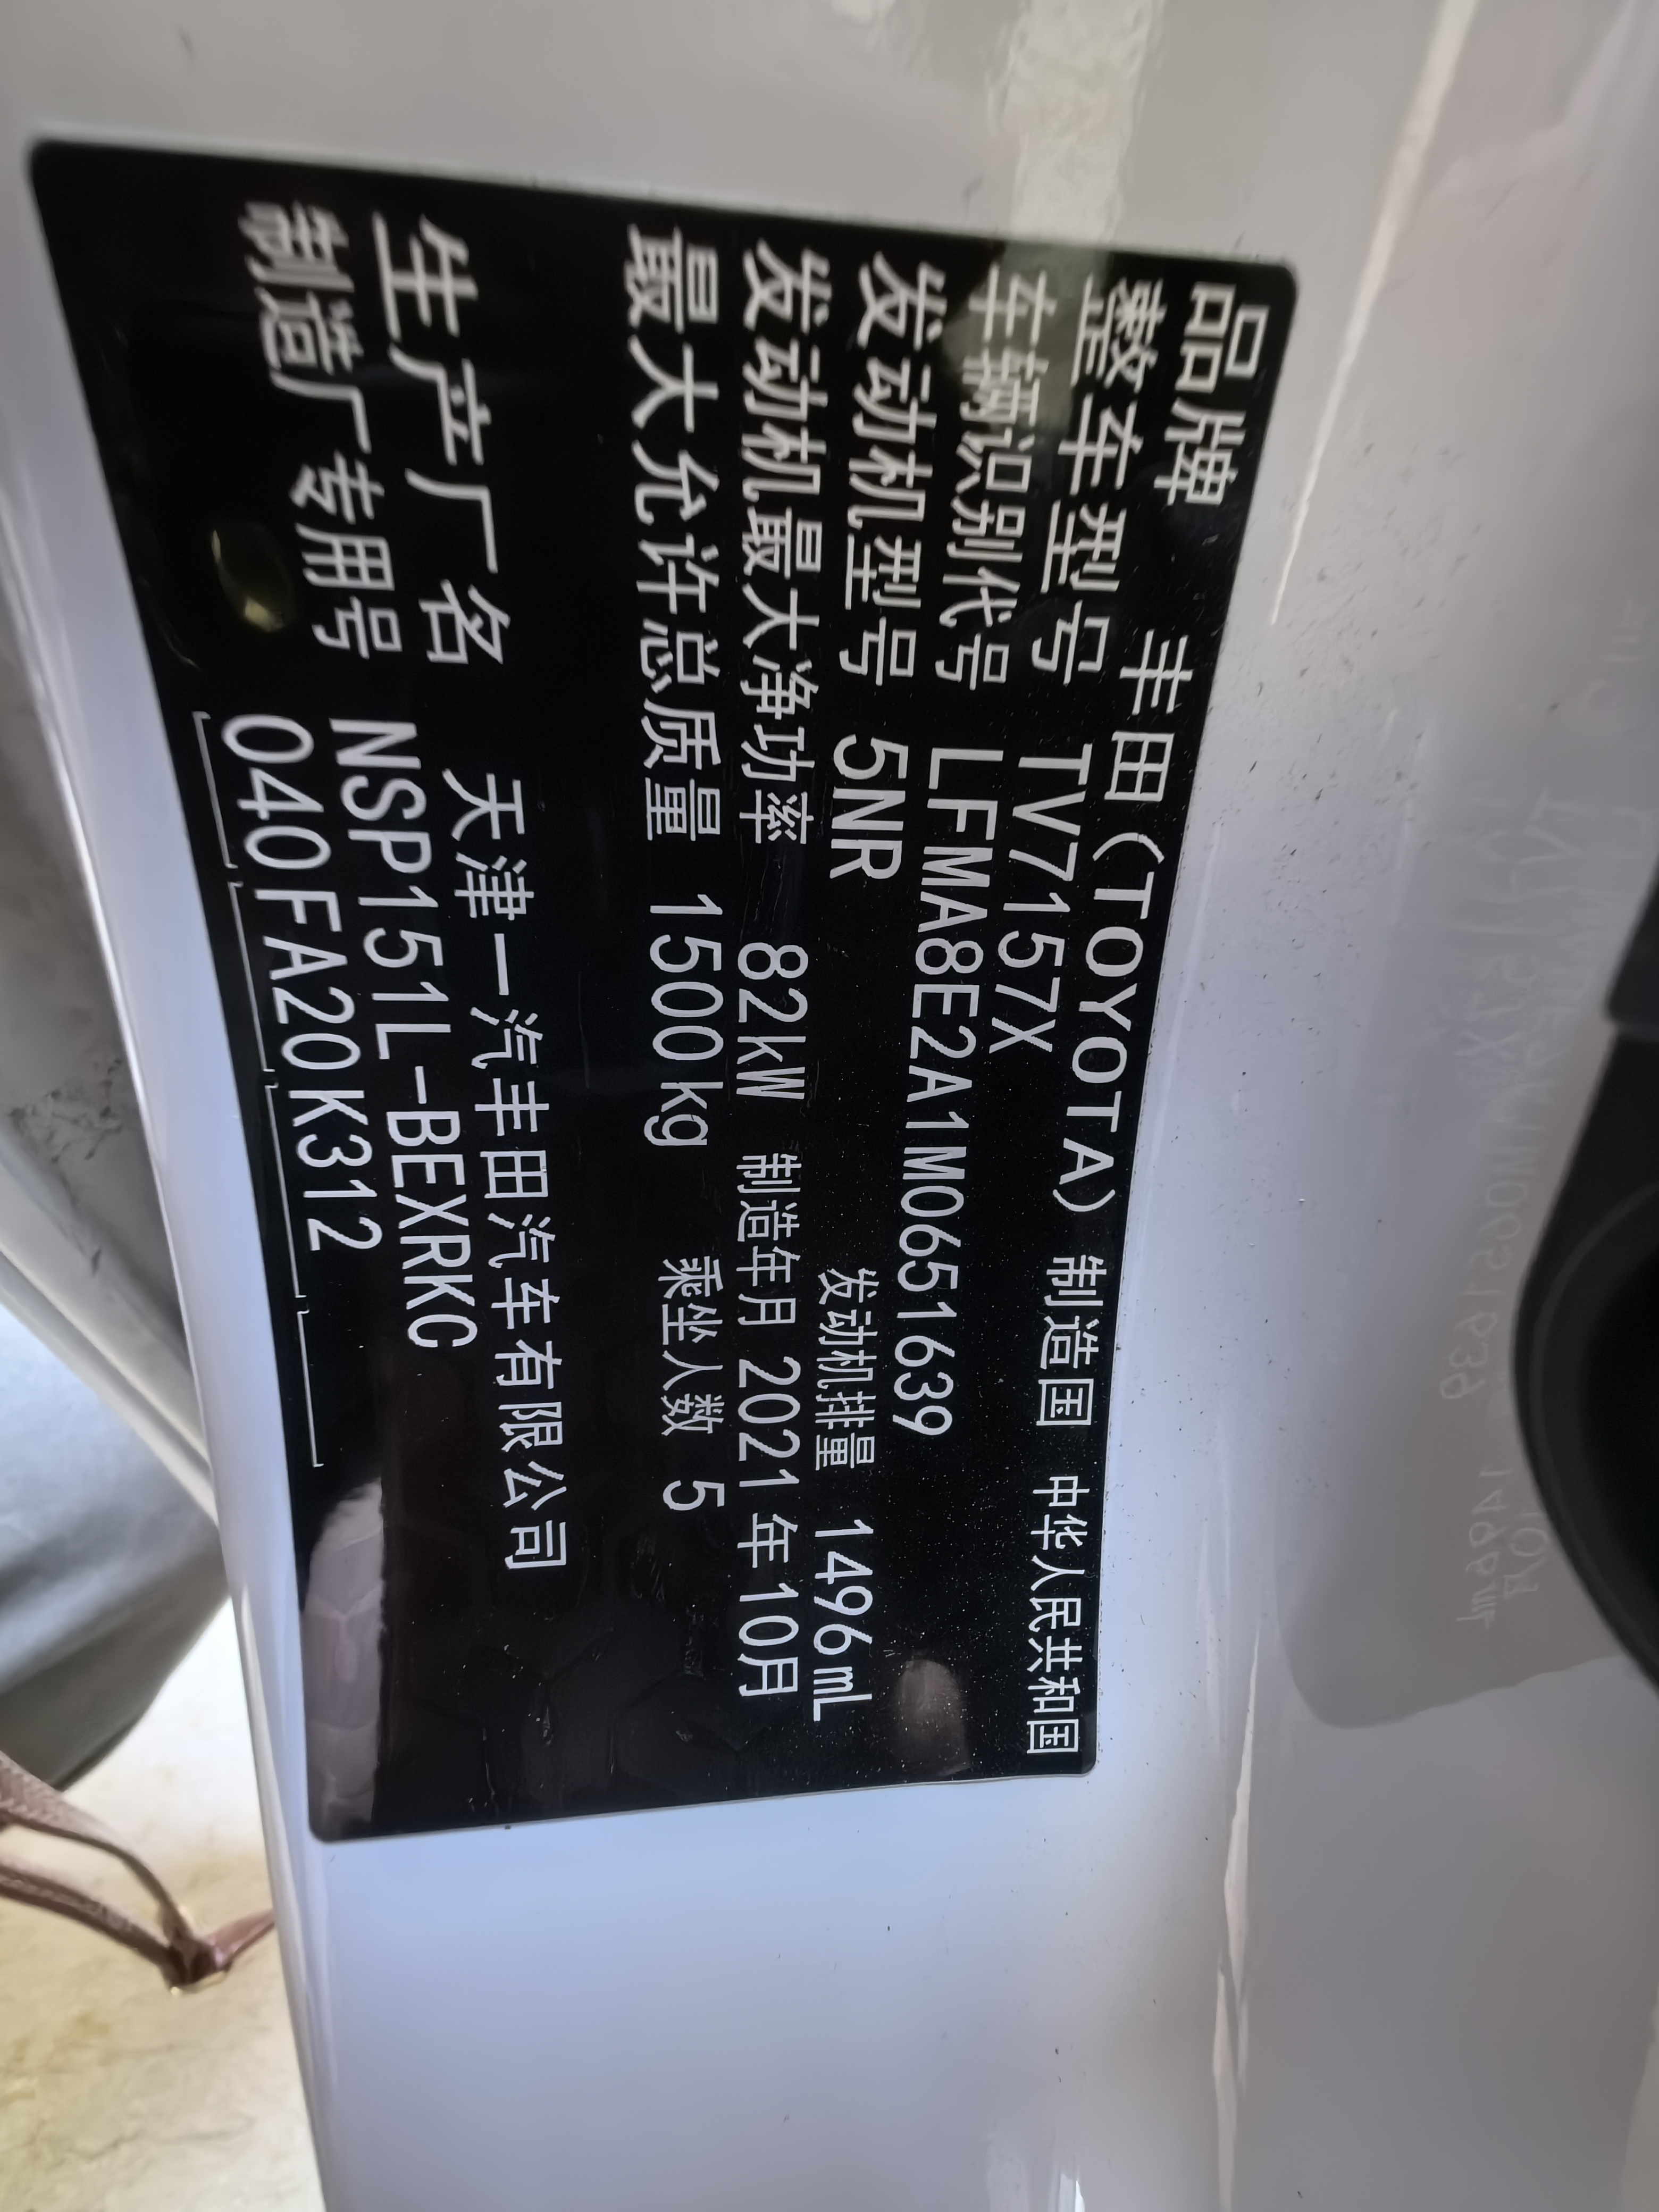 品牌 丰田(TOYOTA) 制造国 中华人民共和国
整车型号 TV7157X
车辆识别代号 LFMA8E2A1M0651639
发动机型号 5NR 发动机排量 1496mL
发动机最大净功率 82kW 制造年月 2021年10月
最大允许总质量 1500kg 乘坐人数 5
生产厂名 天津一汽丰田汽车有限公司
制造厂专用号 NSP151L-BEXRKC
040FA20K312